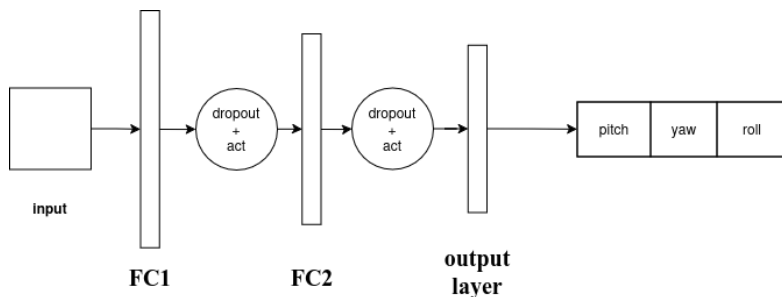 dropout
+
act
dropout
+
act
pitch yaw roll
input
FC1
FC2
output
layer